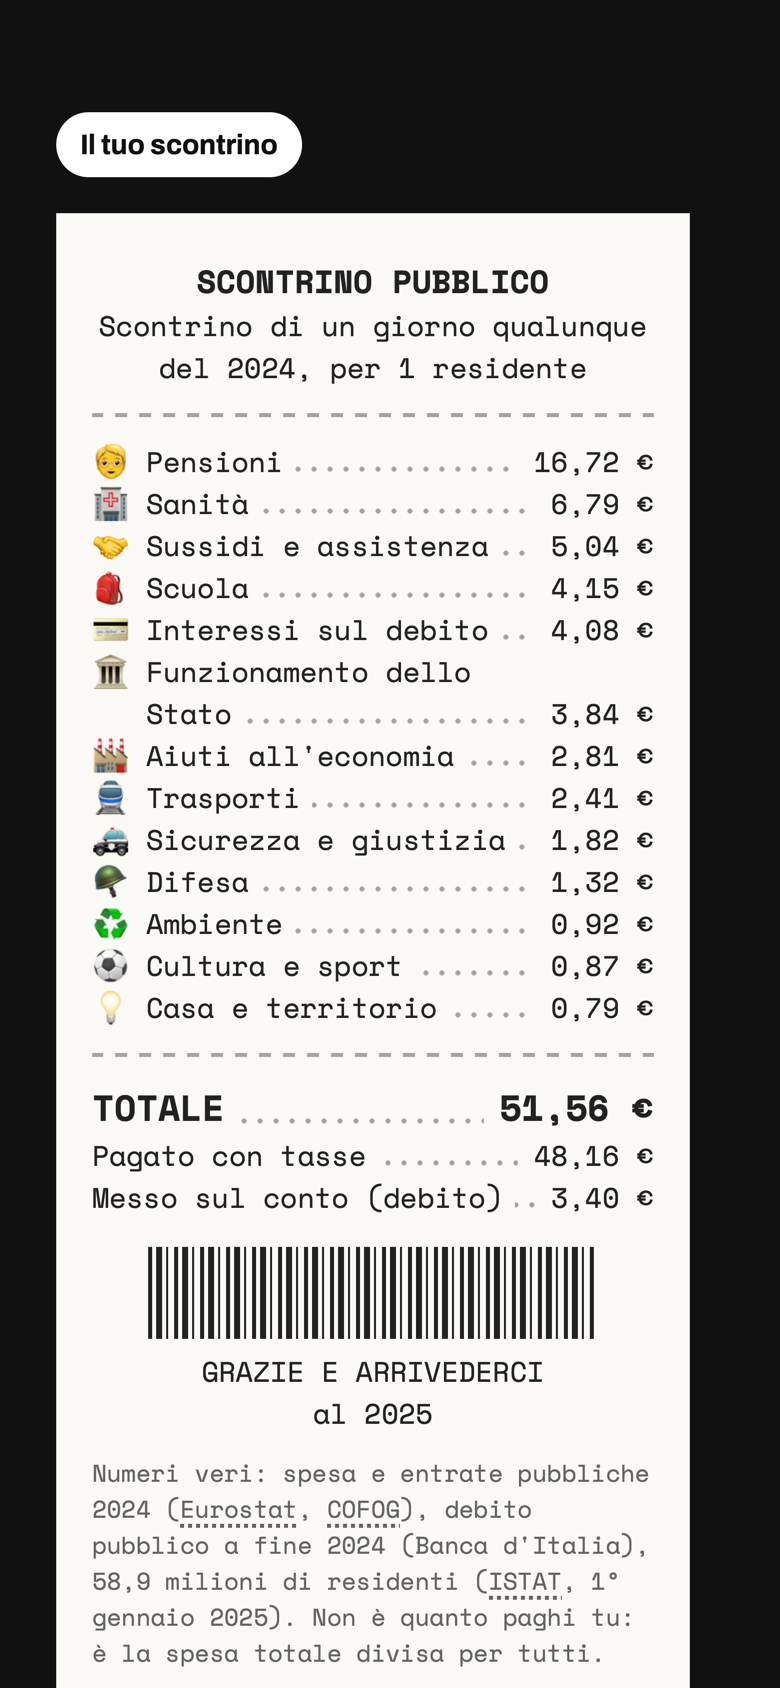 Il tuo scontrino
SCONTRINO PUBBLICO
Scontrino di un giorno qualunque
del 2024, per 1 residente
Pensioni 16,72 €
Sanità 6,79 €
Sussidi e assistenza 5,04 €
Scuola 4,15 €
Interessi sul debito 4,08 €
Funzionamento dello
Stato 3,84 €
Aiuti all'economia 2,81 €
Trasporti 2,41 €
Sicurezza e giustizia 1,82 €
Difesa 1,32 €
Ambiente 0,92 €
Cultura e sport 0,87 €
Casa e territorio 0,79 €
TOTALE 51,56 €
Pagato con tasse 48,16 €
Messo sul conto (debito) 3,40 €
GRAZIE E ARRIVEDERCI
al 2025
Numeri veri: spesa e entrate pubbliche
2024 (Eurostat, COFOG), debito
pubblico a fine 2024 (Banca d'Italia),
58,9 milioni di residenti (ISTAT, 1°
gennaio 2025). Non è quanto paghi tu:
è la spesa totale divisa per tutti.